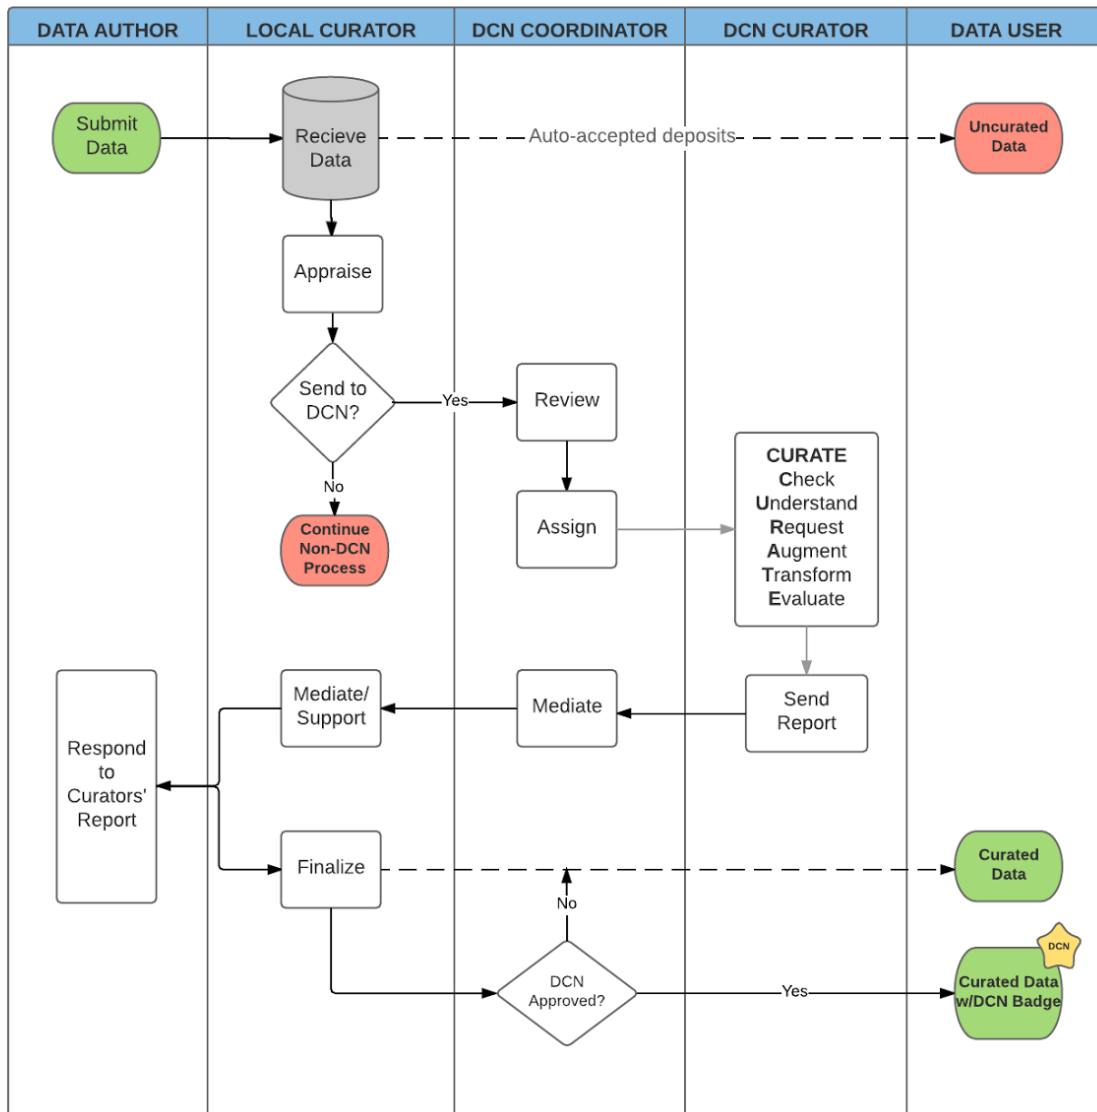 DATA AUTHOR
LOCAL CURATOR
DCN COORDINATOR
DCN CURATOR
DATA USER
Submit
Data
Recieve
Data
Auto-accepted deposits
Uncurated
Data
Appraise
Send to
DCN?
Yes
Review
No
Continue
Non-DCN
Process
Assign
CURATE
Check
Understand
Request
Augment
Transform
Evaluate
Send
Report
Mediate
Mediate/
Support
Respond
to
Curators'
Report
Finalize
Curated
Data
No
DCN
Approved?
Yes
DCN
Curated Data
w/DCN Badge